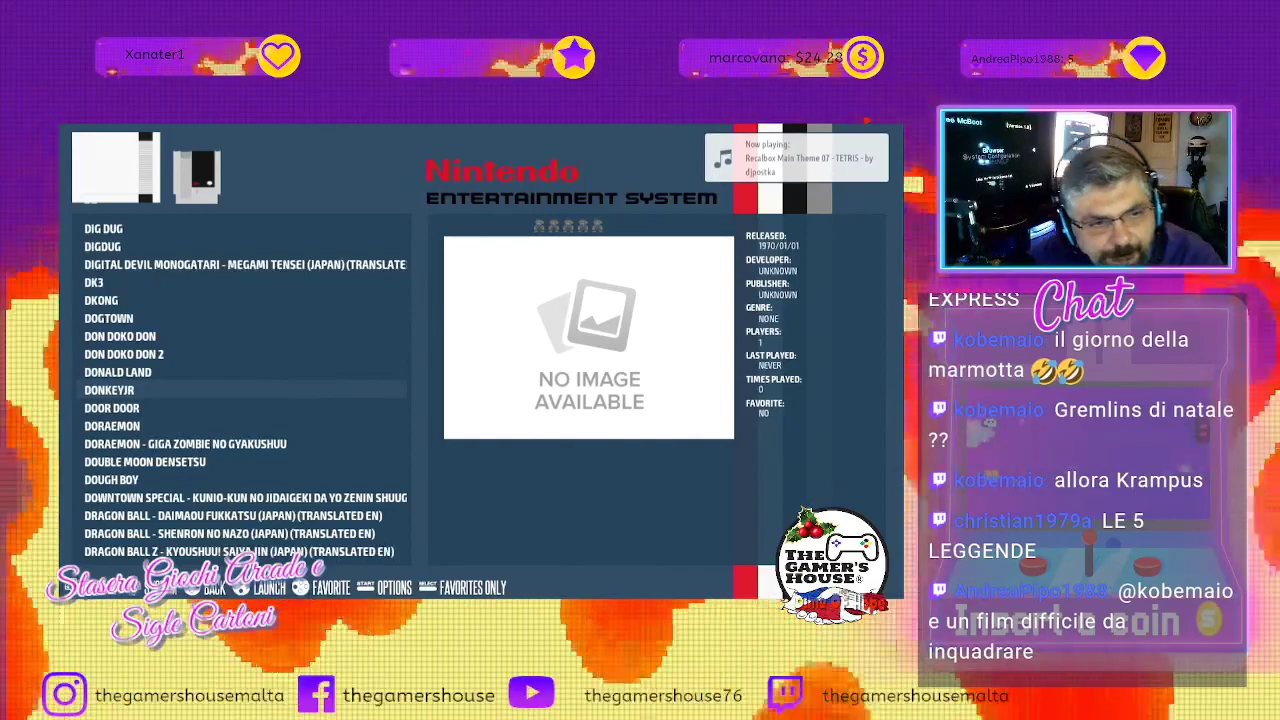 Xanater1
marcovana: $24.28
AndreaPipo1988: 5
Nintendo
ENTERTAINMENT SYSTEM
Now playing:
Recalbox Main Theme 07 - TETRIS - by
djpostka
DIG DUG
DIGDUG
DIGITAL DEVIL MONOGATARI - MEGAMI TENSEI (JAPAN) (TRANSLATE
DK3
DKONG
DOGTOWN
DON DOKO DON
DON DOKO DON 2
DONALD LAND
DONKEYJR
DOOR DOOR
DORAEMON
DORAEMON - GIGA ZOMBIE NO GYAKUSHUU
DOUBLE MOON DENSETSU
DOUGH BOY
DOWNTOWN SPECIAL - KUNIO-KUN NO JIDAIGEKI DA YO ZENIN SHUUG
DRAGON BALL - DAIMAOU FUKKATSU (JAPAN) (TRANSLATED EN)
DRAGON BALL - SHENRON NO NAZO (JAPAN) (TRANSLATED EN)
DRAGON BALL Z - KYOUSHUU! SAIYAJIN (JAPAN) (TRANSLATED EN)
NO IMAGE
AVAILABLE
RELEASED:
1970/01/01
DEVELOPER:
UNKNOWN
PUBLISHER:
UNKNOWN
GENRE:
NONE
PLAYERS:
1
LAST PLAYED:
NEVER
TIMES PLAYED:
0
FAVORITE:
NO
BACK LAUNCH FAVORITE START OPTIONS SELECT FAVORITES ONLY
Stasera Giochi Arcade e
Sigle Cartoni
THE
GAMER'S
HOUSE®
McBoot
Browser
System Configuration
Chat
EXPRESS
kobemaio: il giorno della
marmotta 🤣🤣
kobemaio: Gremlins di natale
??
kobemaio: allora Krampus
christian1979a: LE 5
LEGGENDE
AndreaPipo1988: @kobemaio
e un film difficile da
inquadrare
Insert a coin
thegamershousemalta
thegamershouse
thegamershouse76
thegamershousemalta